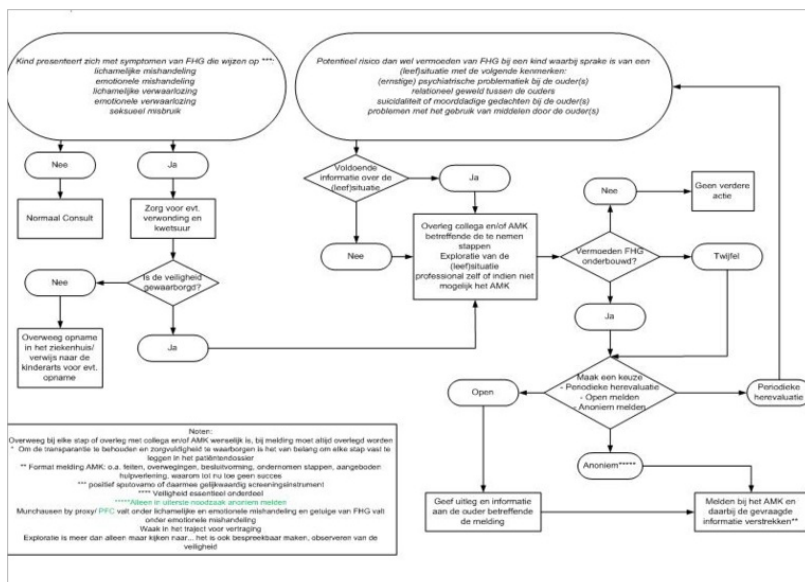 Kind presenteert zich met symptomen van FHG die wijzen op ***:
lichamelijke mishandeling
emotionele mishandeling
lichamelijke verwaarlozing
emotionele verwaarlozing
seksueel misbruik
Potentieel risico dan wel vermoeden van FHG bij een kind waarbij sprake is van een
(leef)situatie met de volgende kenmerken:
(ernstige) psychiatrische problematiek bij de ouder(s)
relationeel geweld tussen de ouders
suïcidaliteit of moorddadige gedachten bij de ouder(s)
problemen met het gebruik van middelen door de ouder(s)
Nee
Ja
Normaal Consult
Zorg voor evt.
verwonding en
kwetsuur
Is de veiligheid
gewaarborgd?
Nee
Ja
Overweeg opname
in het ziekenhuis/
verwijs naar de
kinderarts voor evt.
opname
Voldoende
informatie over de
(leef)situatie
Ja
Nee
Overleg collega en/of AMK
betreffende de te nemen
stappen
Exploratie van de
(leef)situatie
professional zelf of indien niet
mogelijk het AMK
Vermoeden FHG
onderbouwd?
Nee
Geen verdere
actie
Twijfel
Ja
Maak een keuze
- Periodieke herevaluatie
- Open melden
- Anoniem melden
Open
Periodieke
herevaluatie
Anoniem*****
Geef uitleg en informatie
aan de ouder betreffende
de melding
Melden bij het AMK en
daarbij de gevraagde
informatie verstrekken**
Noten:
Overweeg bij elke stap of overleg met collega en/of AMK wenselijk is, bij melding moet altijd overlegd worden
* Om de transparantie te behouden en zorgvuldigheid te waarborgen is het van belang om elke stap vast te
leggen in het patiëntendossier
** Format melding AMK: o.a. feiten, overwegingen, besluitvorming, ondernomen stappen, aangeboden
hulpverlening, waarom tot nu toe geen succes
*** positief sputovamo of daarmee gelijkwaardig screeningsinstrument
**** Veiligheid essentieel onderdeel
*****Alleen in uiterste noodzaak anoniem melden
Munchausen by proxy/ PFC valt onder lichamelijke en emotionele mishandeling en getuige van FHG valt
onder emotionele mishandeling
Waak in het traject voor vertraging
Exploratie is meer dan alleen maar kijken naar... het is ook bespreekbaar maken, observeren van de
veiligheid